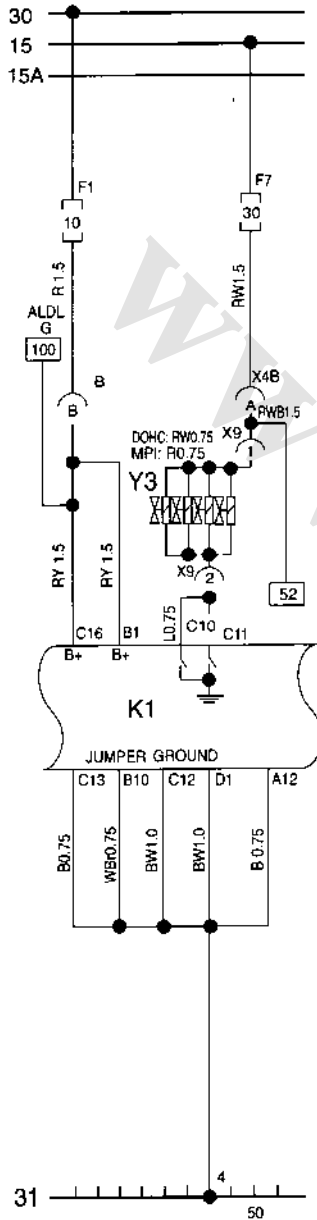 30
15
15A
F1
F7
10
30
R 1.5
RW1.5
ALDL
G
100
B
B
X4B
A
RWB1.5
X9
DOHC: RW0.75
MPI: R0.75
Y3
X9
2
52
RY 1.5
RY 1.5
L0.75
C16
B1
C10
C11
B+
B+
K1
JUMPER GROUND
C13
B10
C12
D1
A12
B0.75
WBr0.75
BW1.0
BW1.0
B 0.75
4
31
50
WW